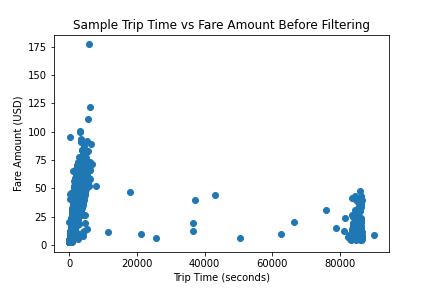 Sample Trip Time vs Fare Amount Before Filtering
Fare Amount (USD)
175
150
125
100
75
50
25
0
0 20000 40000 60000 80000
Trip Time (seconds)